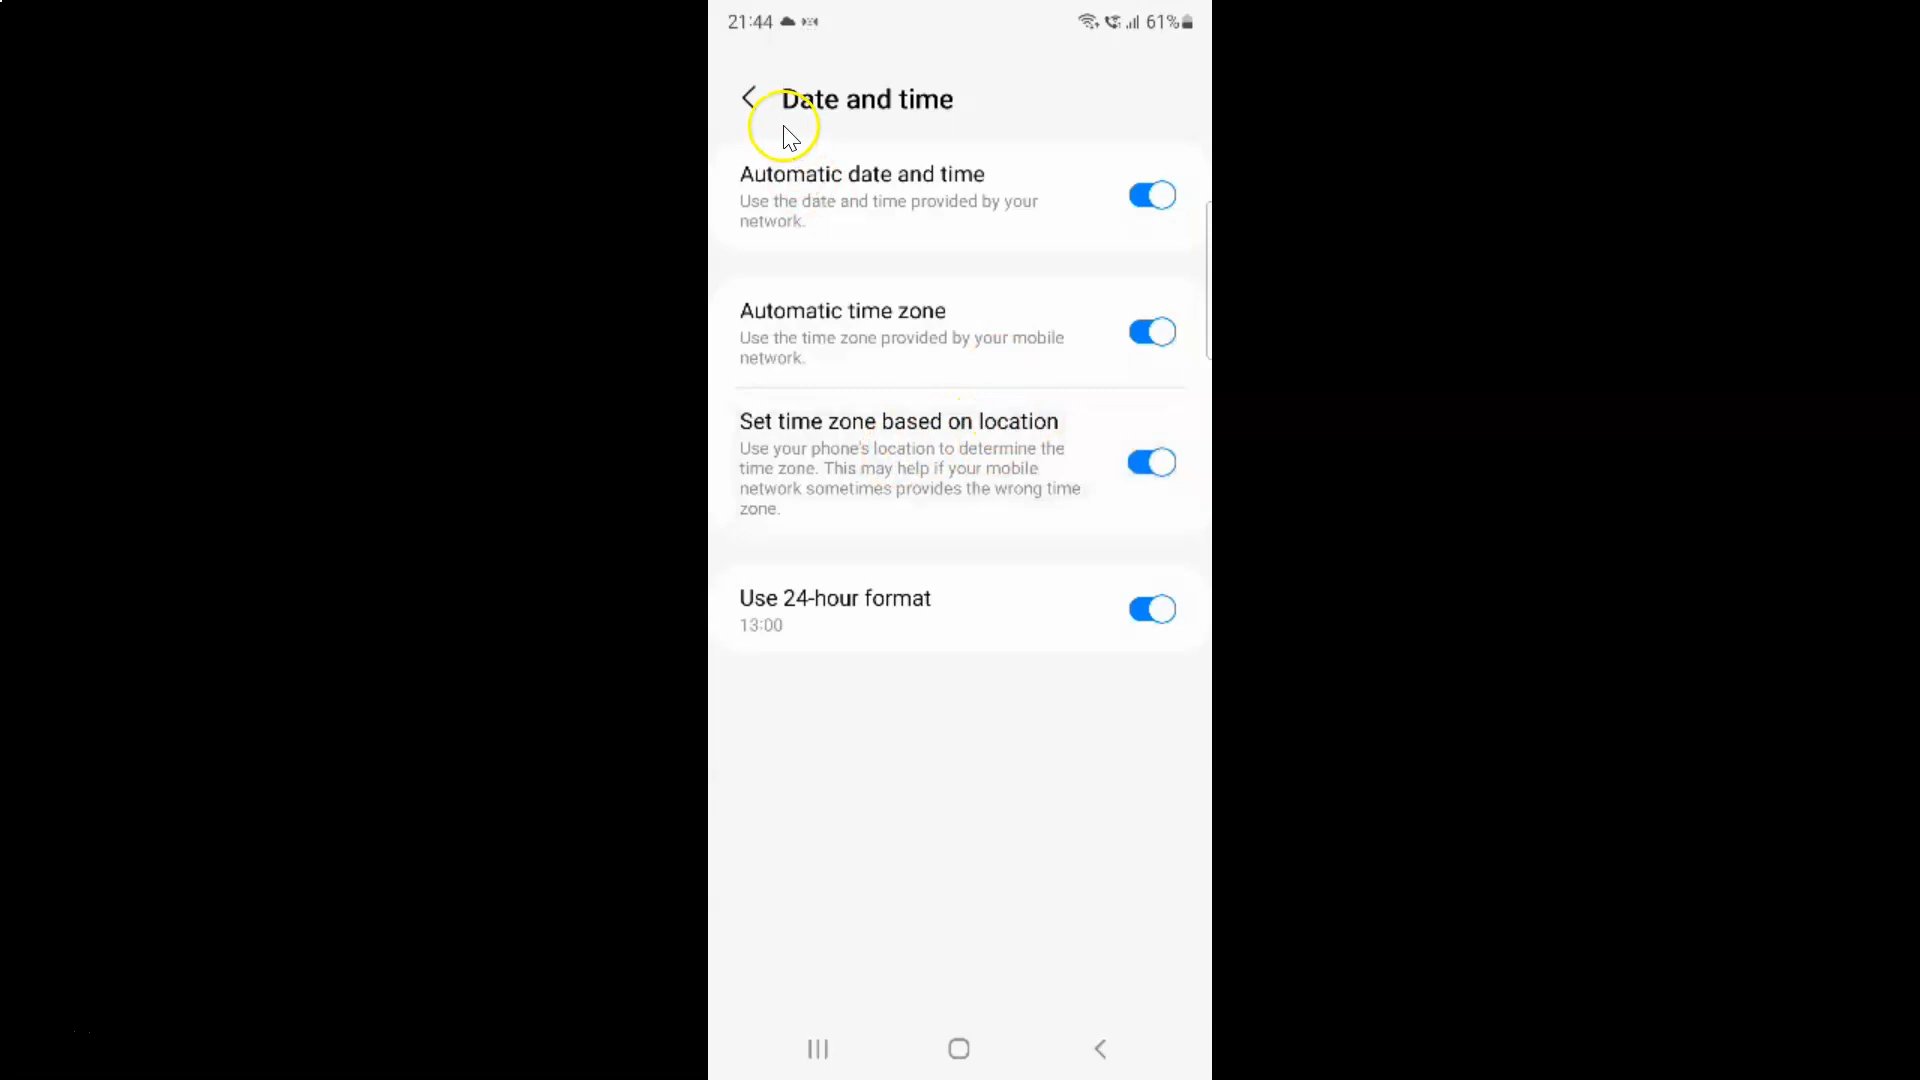 21:44 61%
Date and time
Automatic date and time
Use the date and time provided by your
network.
Automatic time zone
Use the time zone provided by your mobile
network.
Set time zone based on location
Use your phone's location to determine the
time zone. This may help if your mobile
network sometimes provides the wrong time
zone.
Use 24-hour format
13:00